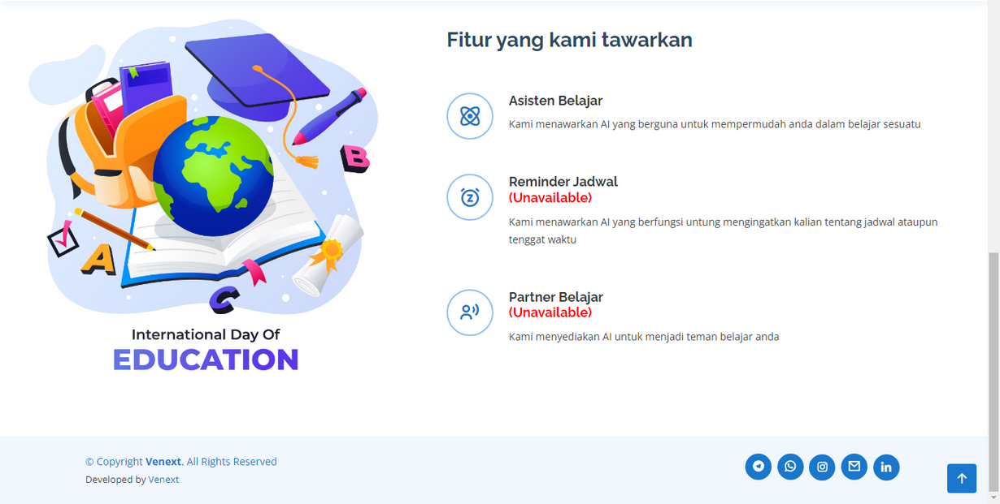 Fitur yang kami tawarkan
Asisten Belajar
Kami menawarkan AI yang berguna untuk mempermudah anda dalam belajar sesuatu
Reminder Jadwal
(Unavailable)
Kami menawarkan AI yang berfungsi untung mengingatkan kalian tentang jadwal ataupun
tenggat waktu
Partner Belajar
(Unavailable)
Kami menyediakan AI untuk menjadi teman belajar anda
B
A
C
International Day Of
EDUCATION
© Copyright Venext. All Rights Reserved
Developed by Venext